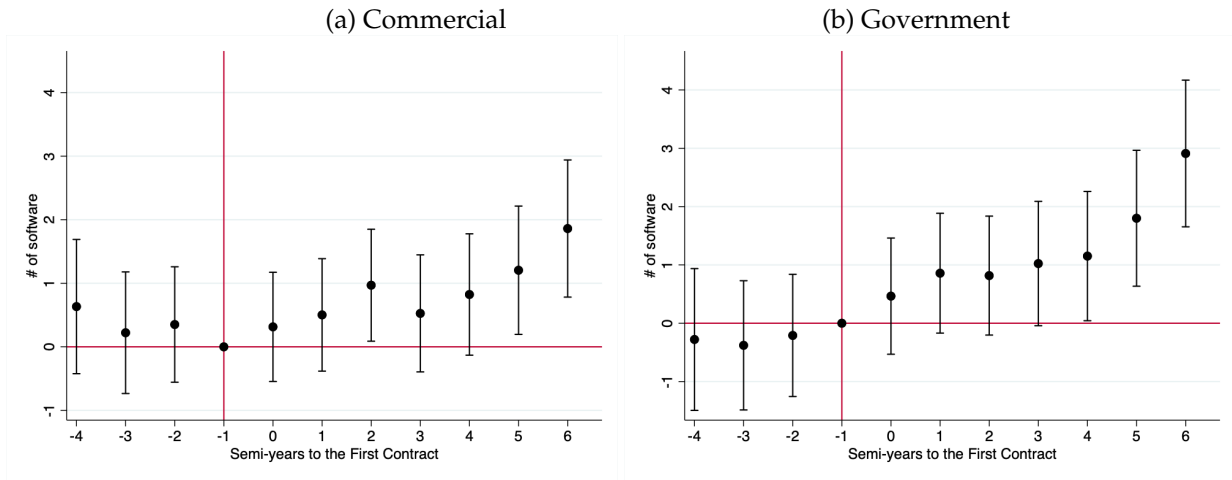 (a) Commercial
4
3
2
1
0
-1
# of software
-4 -3 -2 -1 0 1 2 3 4 5 6
Semi-years to the First Contract
(b) Government
4
3
2
1
0
-1
# of software
-4 -3 -2 -1 0 1 2 3 4 5 6
Semi-years to the First Contract